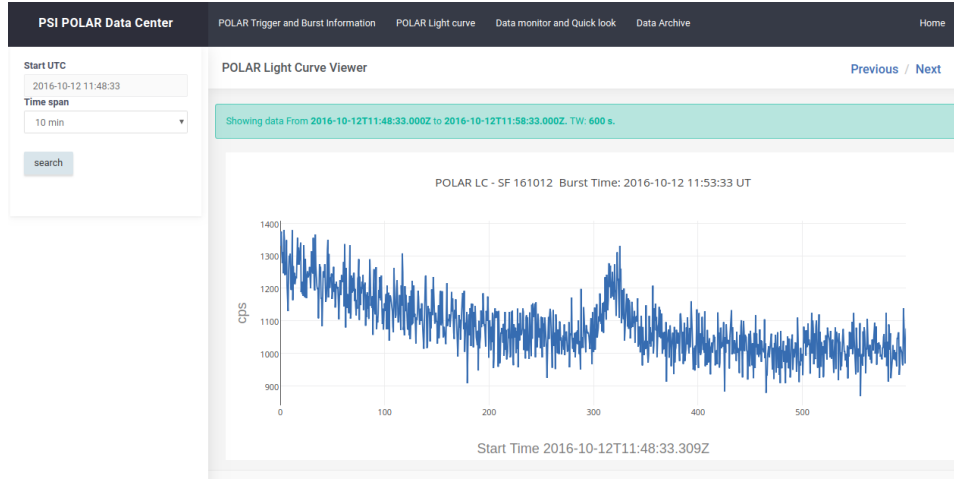 PSI POLAR Data Center
POLAR Trigger and Burst Information
POLAR Light curve
Data monitor and Quick look
Data Archive
Home
Start UTC
2016-10-12 11:48:33
Time span
10 min
search
POLAR Light Curve Viewer
Previous / Next
Showing data From 2016-10-12T11:48:33.000Z to 2016-10-12T11:58:33.000Z. TW: 600 s.
POLAR LC - SF 161012 Burst Time: 2016-10-12 11:53:33 UT
1400
1300
1200
1100
1000
900
cps
0
100
200
300
400
500
Start Time 2016-10-12T11:48:33.309Z